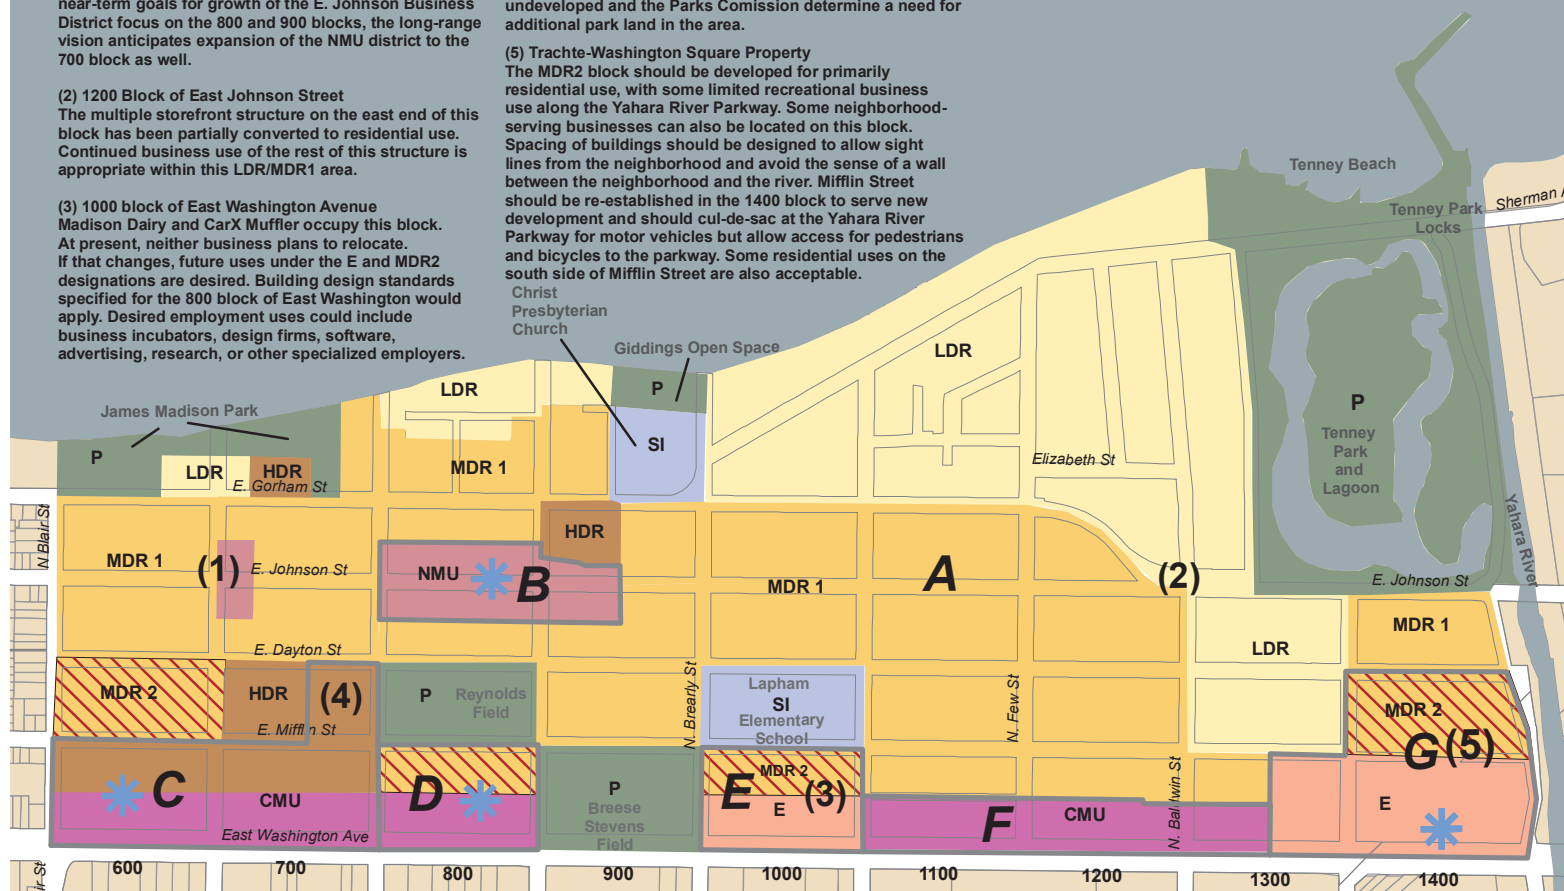 near-term goals for growth of the E. Johnson Business
District focus on the 800 and 900 blocks, the long-range
vision anticipates expansion of the NMU district to the
700 block as well.
(2) 1200 Block of East Johnson Street
The multiple storefront structure on the east end of this
block has been partially converted to residential use.
Continued business use of the rest of this structure is
appropriate within this LDR/MDR1 area.
(3) 1000 block of East Washington Avenue
Madison Dairy and CarX Muffler occupy this block.
At present, neither business plans to relocate.
If that changes, future uses under the E and MDR2
designations are desired. Building design standards
specified for the 800 block of East Washington would
apply. Desired employment uses could include
business incubators, design firms, software,
advertising, research, or other specialized employers.
undeveloped and the Parks Comission determine a need for
additional park land in the area.
(5) Trachte-Washington Square Property
The MDR2 block should be developed for primarily
residential use, with some limited recreational business
use along the Yahara River Parkway. Some neighborhood-
serving businesses can also be located on this block.
Spacing of buildings should be designed to allow sight
lines from the neighborhood and avoid the sense of a wall
between the neighborhood and the river. Mifflin Street
should be re-established in the 1400 block to serve new
development and should cul-de-sac at the Yahara River
Parkway for motor vehicles but allow access for pedestrians
and bicycles to the parkway. Some residential uses on the
south side of Mifflin Street are also acceptable.
Christ
Presbyterian
Church
Giddings Open Space
Tenney Beach
Tenney Park
Locks
Sherman
LDR
LDR
P
James Madison Park
P
LDR
HDR
E. Gorham St
MDR 1
SI
Elizabeth St
P
Tenney
Park
and
Lagoon
Yahara River
N Blair St
MDR 1
(1)
E. Johnson St
NMU
B
HDR
MDR 1
A
(2)
E. Johnson St
MDR 1
LDR
E. Dayton St
MDR 2
HDR
(4)
E. Mifflin St
P
Reynolds
Field
N. Brearly St
Lapham
SI
Elementary
School
N. Few St
MDR 2
G
(5)
C
CMU
East Washington Ave
D
P
Breese
Stevens
Field
E
MDR 2
(3)
E
F
CMU
N. Baldwin St
E
ir St
600
700
800
900
1000
1100
1200
1300
1400